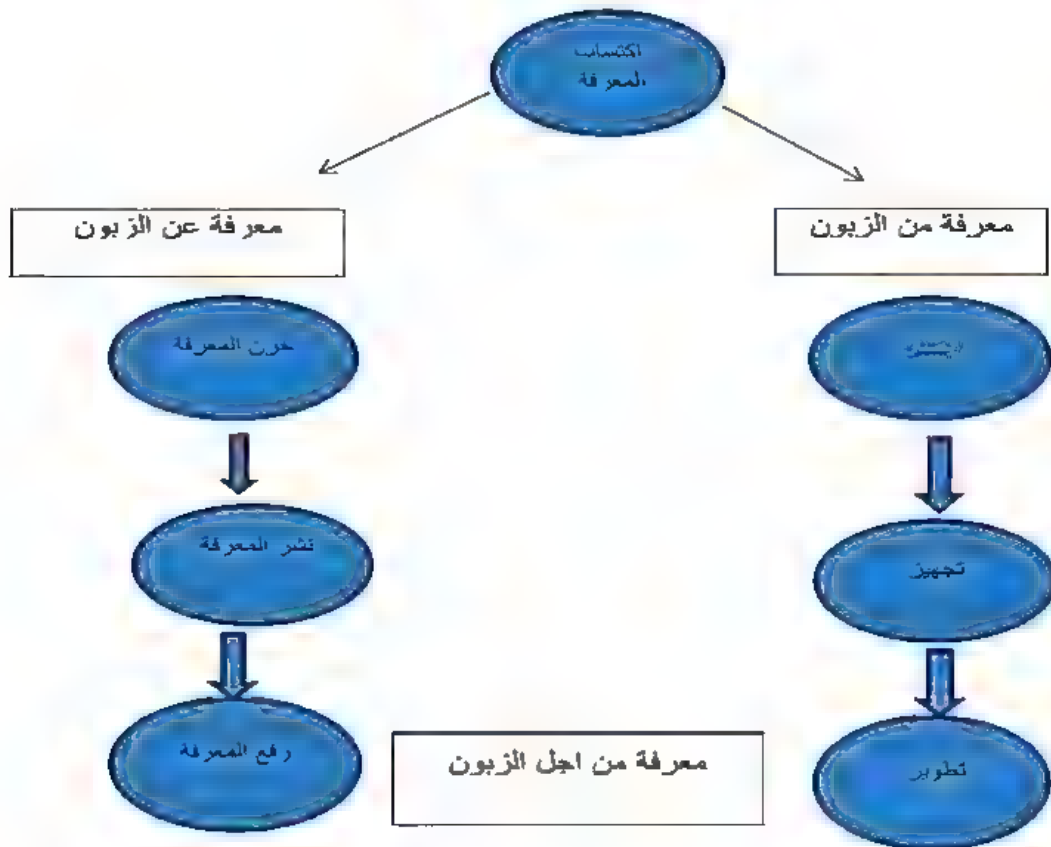 اكتساب
المعرفة
معرفة من الزبون
معرفة عن الزبون
خزن المعرفة
نشر المعرفة
تجهيز
رفع المعرفة
معرفة من اجل الزبون
تطوير